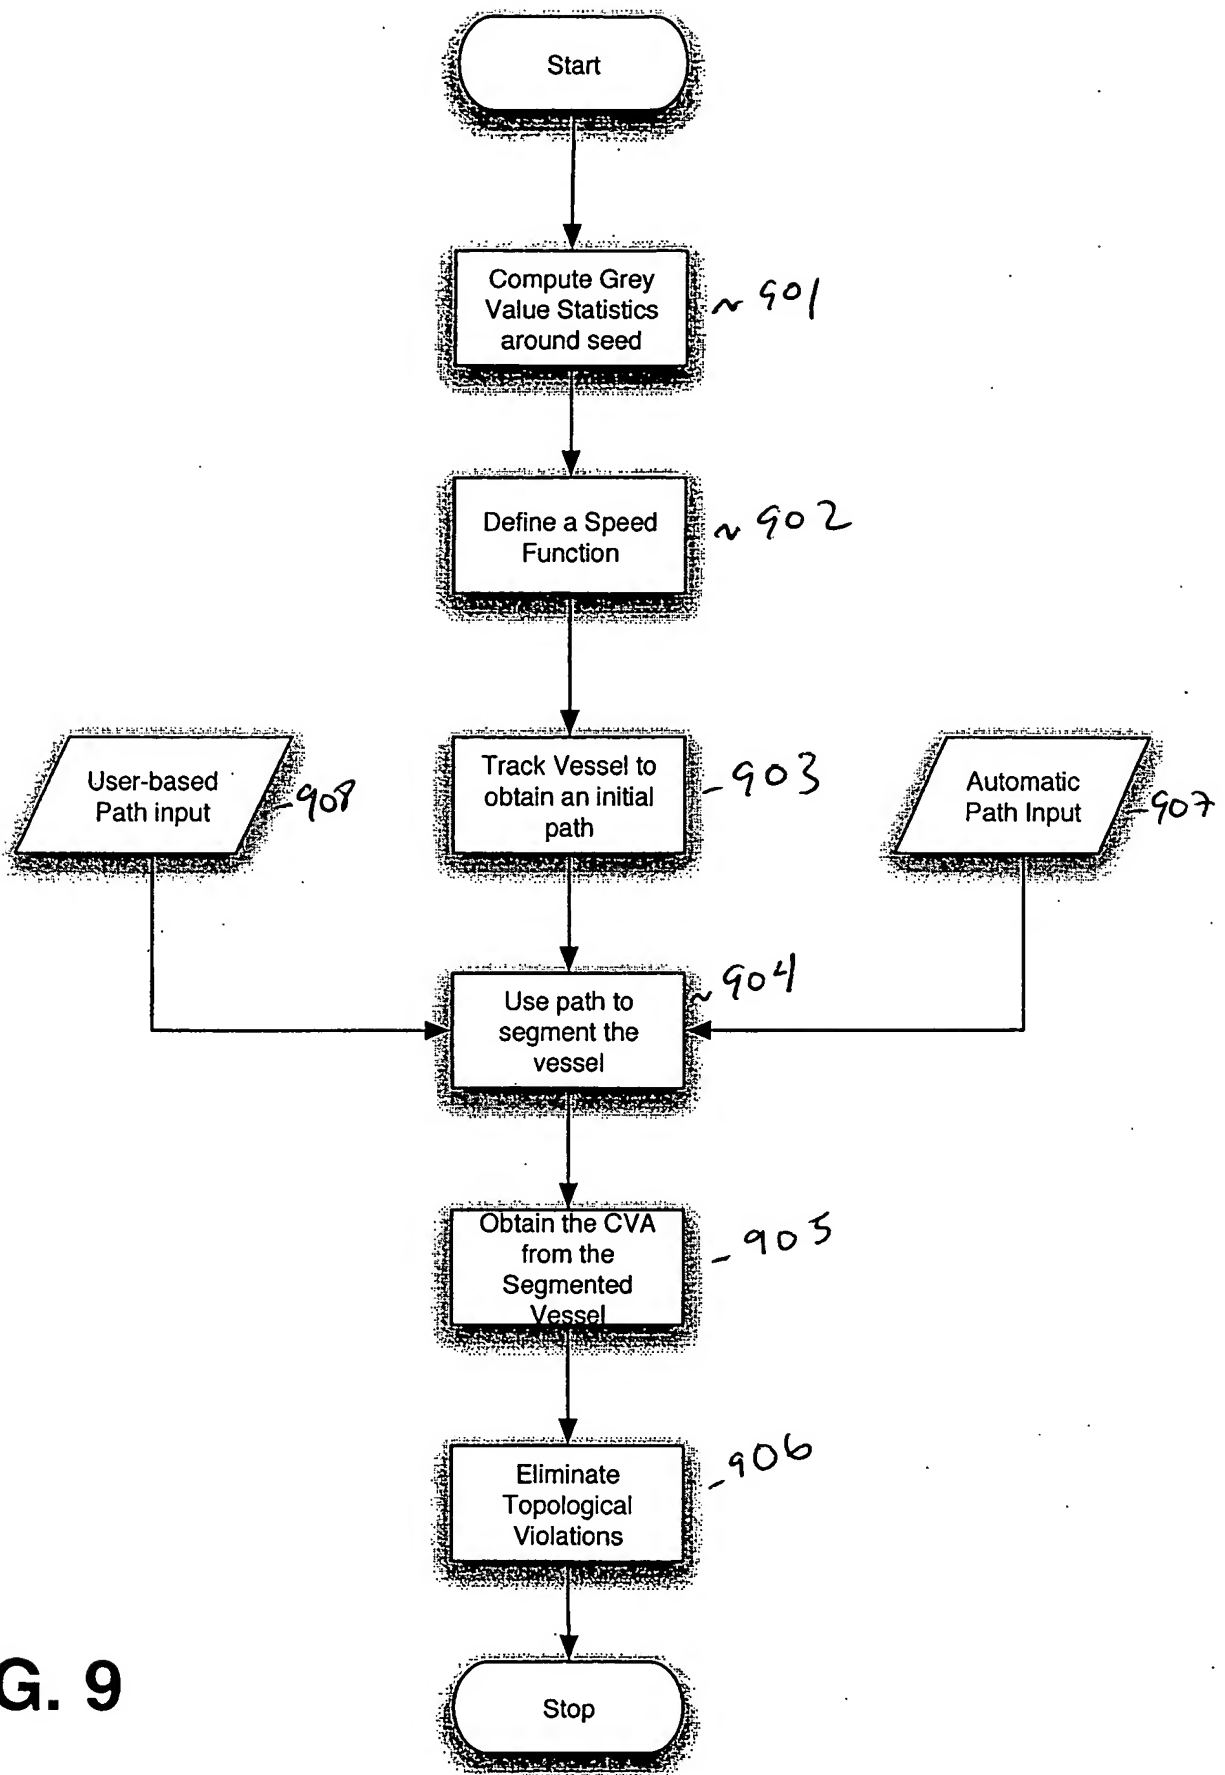 Start
Compute Grey
Value Statistics
around seed
~ 901
Define a Speed
Function
~ 902
User-based
Path input
- 908
Track Vessel to
obtain an initial
path
- 903
Automatic
Path Input
- 907
Use path to
segment the
vessel
~ 904
Obtain the CVA
from the
Segmented
Vessel
- 905
Eliminate
Topological
Violations
- 906
Stop
G. 9